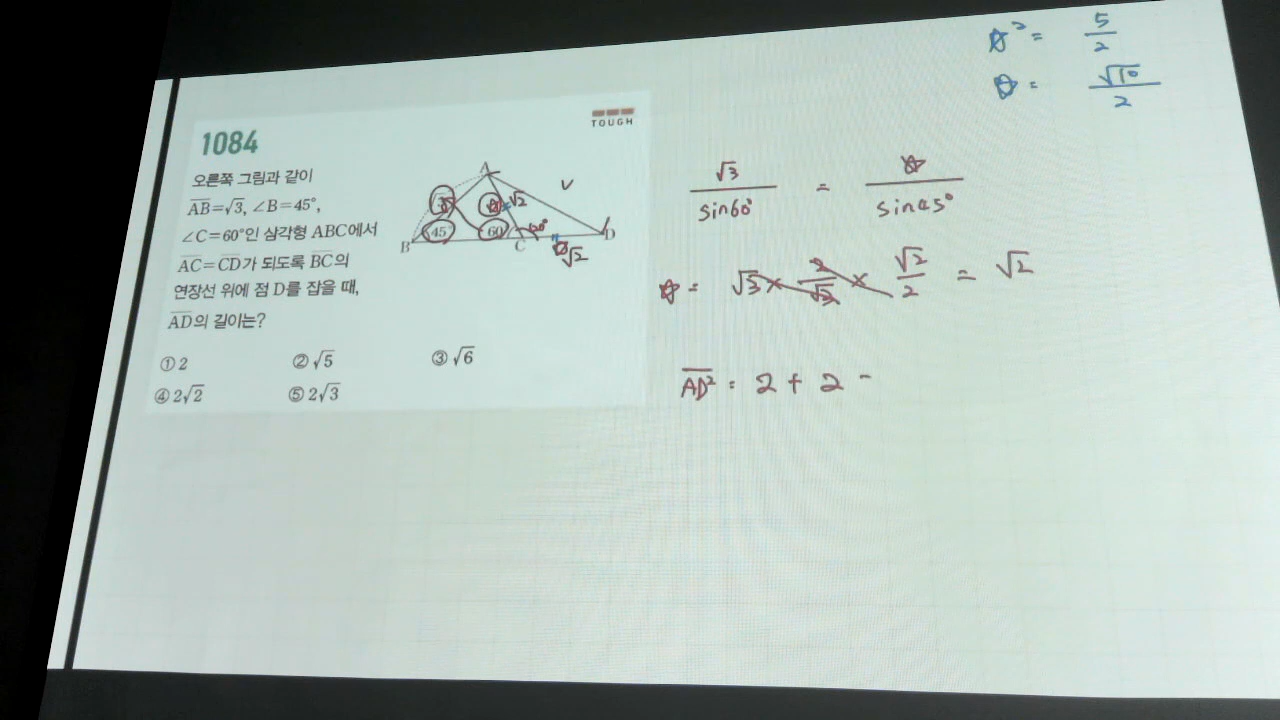 ☆² = 5/2
☆ = √10/2
TOUGH
1084
오른쪽 그림과 같이
AB=√3, ∠B=45°,
∠C=60°인 삼각형 ABC에서
AC=CD가 되도록 BC의
연장선 위에 점 D를 잡을 때,
AD의 길이는?
① 2 ② √5 ③ √6
④ 2√2 ⑤ 2√3
A
√2
45 60
B C D
√2
√3/sin60° = ☆/sin45°
☆ = √3 × 2/√3 × √2/2 = √2
AD² = 2 + 2 -